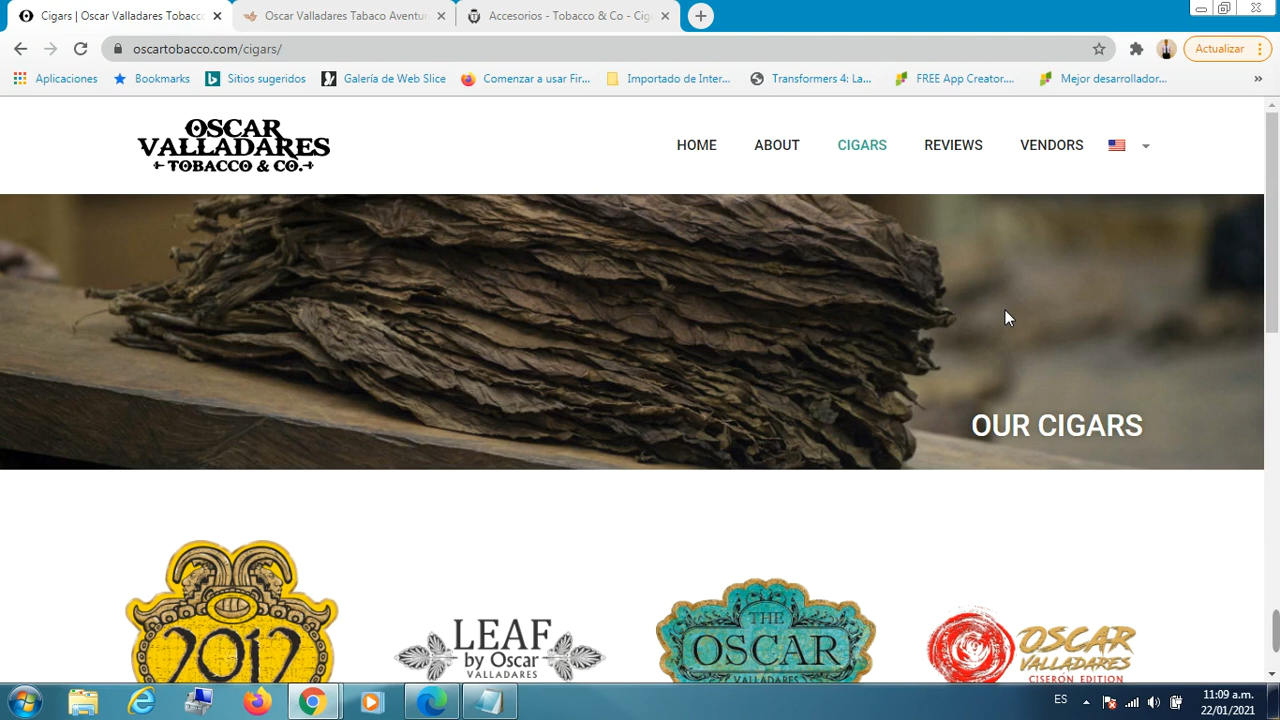 Cigars | Oscar Valladares Tobacco
Oscar Valladares Tabaco Aventur
Accesorios - Tobacco & Co - Cig
oscartobacco.com/cigars/
Actualizar
Aplicaciones
Bookmarks
Sitios sugeridos
Galería de Web Slice
Comenzar a usar Fir...
Importado de Inter...
Transformers 4: La...
FREE App Creator....
Mejor desarrollador...
»
OSCAR
VALLADARES
TOBACCO & CO.
HOME
ABOUT
CIGARS
REVIEWS
VENDORS
OUR CIGARS
2012
LEAF
by Oscar
VALLADARES
THE
OSCAR
VALLADARES
OSCAR
VALLADARES
CISERÓN EDITION
ES
11:09 a.m.
22/01/2021